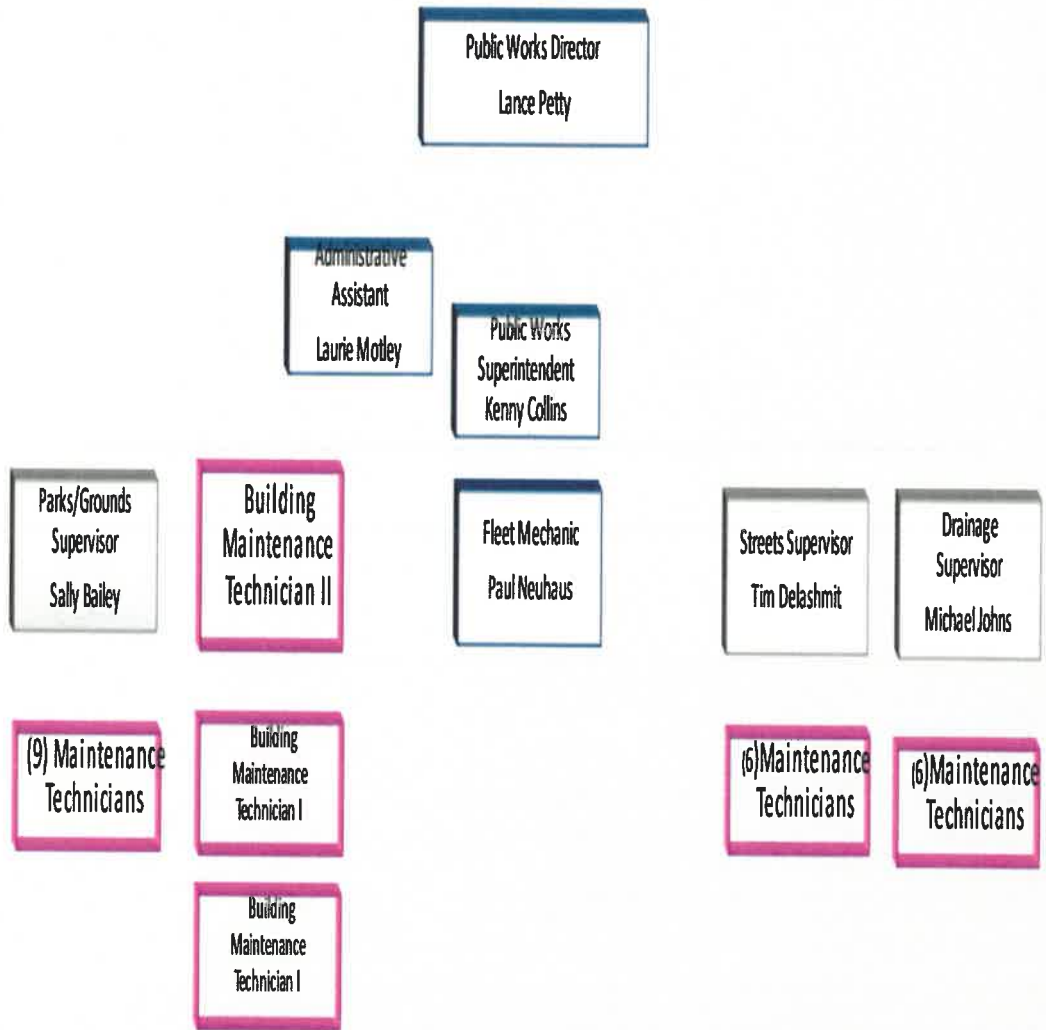 Public Works Director
Lance Petty
Administrative
Assistant
Laurie Motley
Public Works
Superintendent
Kenny Collins
Parks/Grounds
Supervisor
Sally Bailey
Building
Maintenance
Technician II
Fleet Mechanic
Paul Neuhaus
Streets Supervisor
Tim Delashmit
Drainage
Supervisor
Michael Johns
(9) Maintenance
Technicians
Building
Maintenance
Technician I
(6)Maintenance
Technicians
(6)Maintenance
Technicians
Building
Maintenance
Technician I